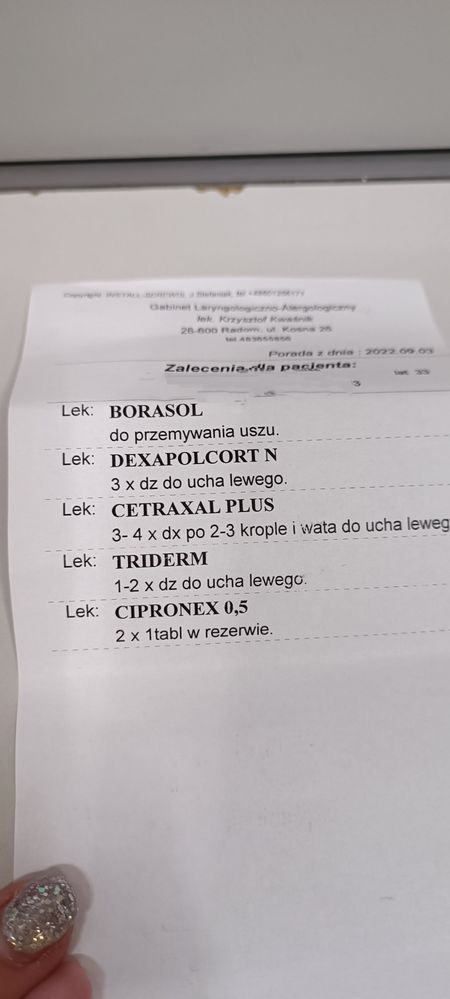 Gabinet Laryngologiczno-Alergologiczny
lek. Krzysztof Kwaśnik
26-600 Radom, ul. Kosna 25
Porada z dnia : 2022.09.03
Zalecenia dla pacjenta:
lat 33
3
Lek: BORASOL
do przemywania uszu.
Lek: DEXAPOLCORT N
3 x dz do ucha lewego.
Lek: CETRAXAL PLUS
3- 4 x dx po 2-3 krople i wata do ucha leweg
Lek: TRIDERM
1-2 x dz do ucha lewego.
Lek: CIPRONEX 0,5
2 x 1tabl w rezerwie.